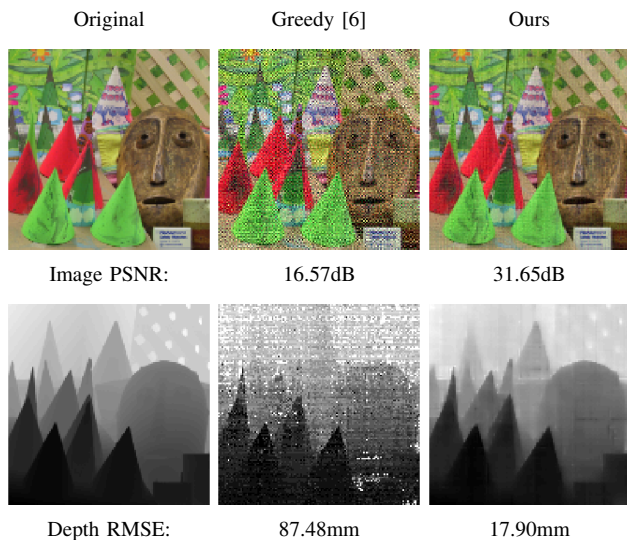 Original Greedy [6] Ours
Image PSNR: 16.57dB 31.65dB
Depth RMSE: 87.48mm 17.90mm